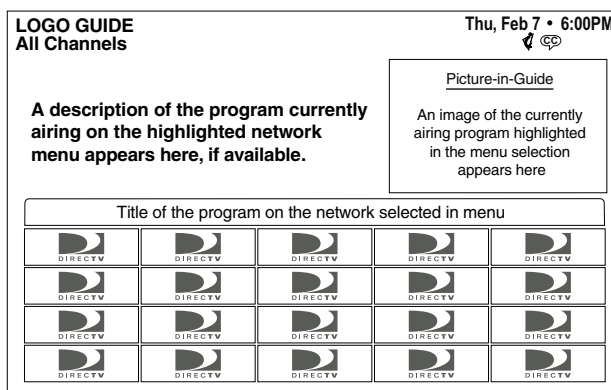 LOGO GUIDE
All Channels
Thu, Feb 7 • 6:00PM
CC
Picture-in-Guide
A description of the program currently
airing on the highlighted network
menu appears here, if available.
An image of the currently
airing program highlighted
in the menu selection
appears here
Title of the program on the network selected in menu
DIRECTV DIRECTV DIRECTV DIRECTV DIRECTV
DIRECTV DIRECTV DIRECTV DIRECTV DIRECTV
DIRECTV DIRECTV DIRECTV DIRECTV DIRECTV
DIRECTV DIRECTV DIRECTV DIRECTV DIRECTV